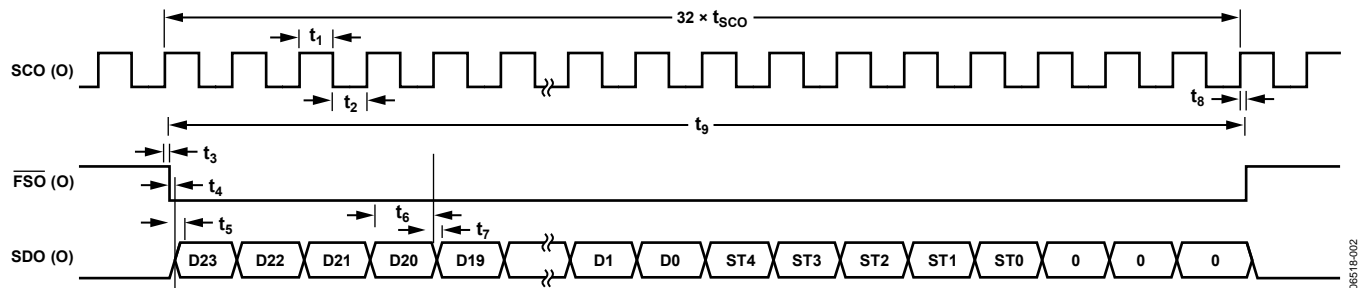 32 × tSCO
t1
SCO (O)
t2
t8
t9
t3
FSO (O)
t4
t6
t5
t7
SDO (O)
D23 D22 D21 D20 D19 D1 D0 ST4 ST3 ST2 ST1 ST0 0 0 0
06518-002